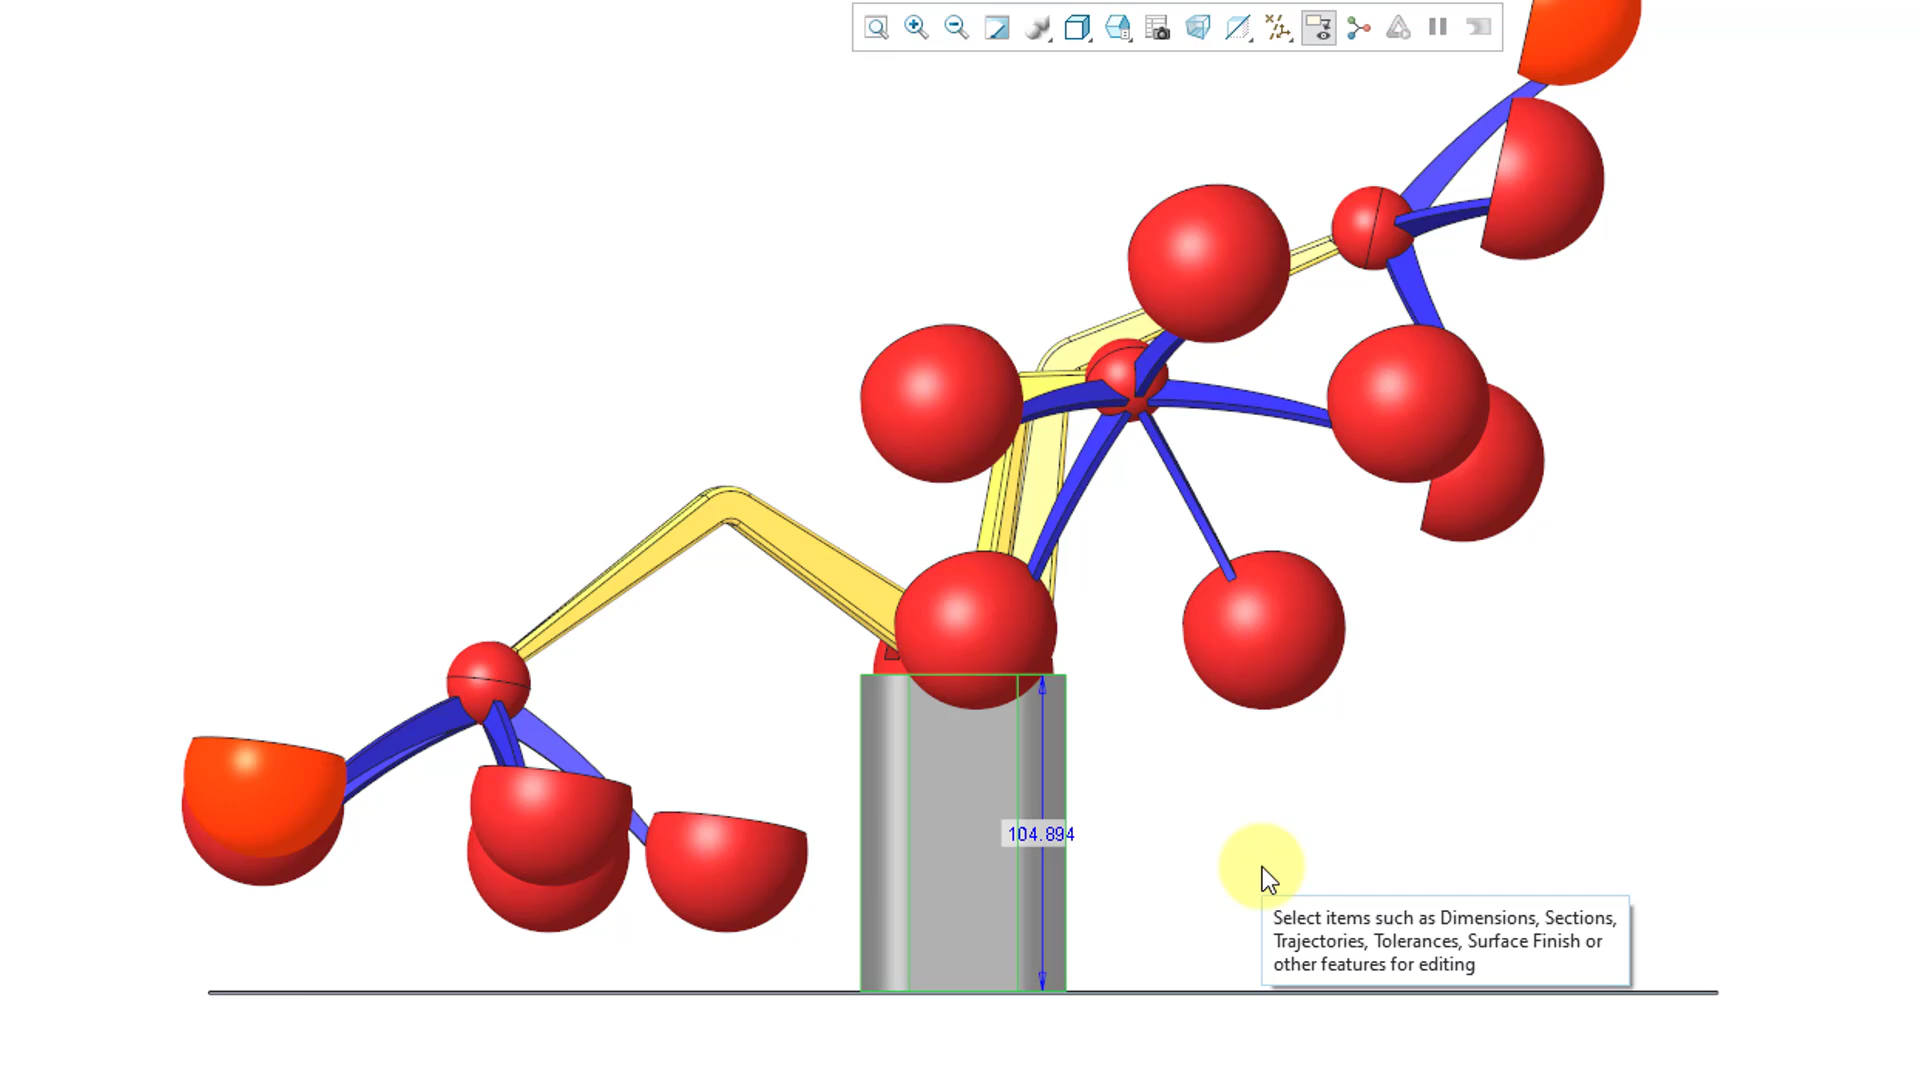 104.894
Select items such as Dimensions, Sections,
Trajectories, Tolerances, Surface Finish or
other features for editing